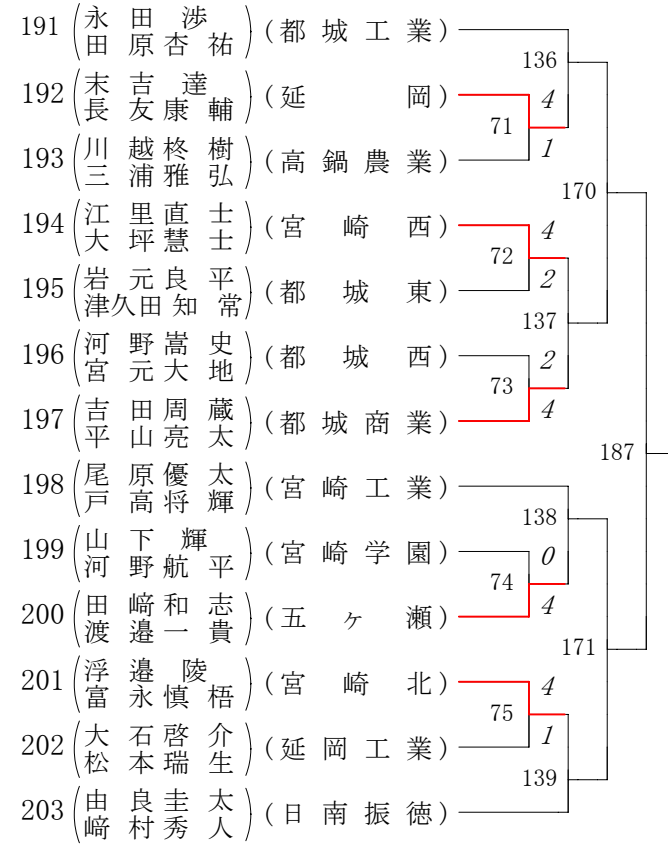 191 永田 渉 田原杏祐 (都城工業)
136
192 末吉 達 長友康輔 (延岡)
4
71
1
193 川越柊樹 三浦雅弘 (高鍋農業)
170
194 江里直士 大坪慧士 (宮崎西)
4
72
2
195 岩元良平 津久田知常 (都城東)
137
196 河野嵩史 宮元大地 (都城西)
2
73
4
197 吉田周蔵 平山亮太 (都城商業)
187
198 尾原優太 戸高将輝 (宮崎工業)
138
199 山下 輝 河野航平 (宮崎学園)
0
74
4
200 田﨑和志 渡邉一貴 (五ヶ瀬)
171
201 浮邉 陵 富永慎悟 (宮崎北)
4
75
1
202 大石啓介 松本瑞生 (延岡工業)
139
203 由良圭太 﨑村秀人 (日南振徳)